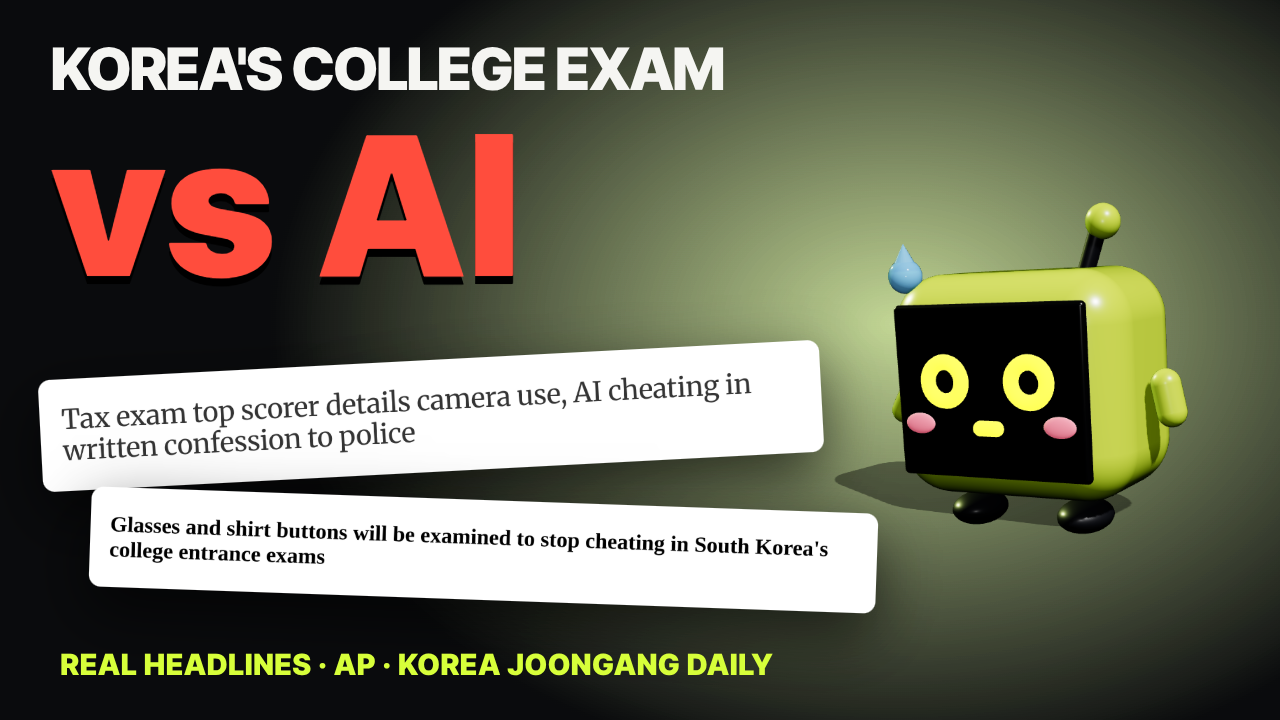 KOREA'S COLLEGE EXAM
vs AI
Tax exam top scorer details camera use, AI cheating in
written confession to police
Glasses and shirt buttons will be examined to stop cheating in South Korea's
college entrance exams
REAL HEADLINES · AP · KOREA JOONGANG DAILY